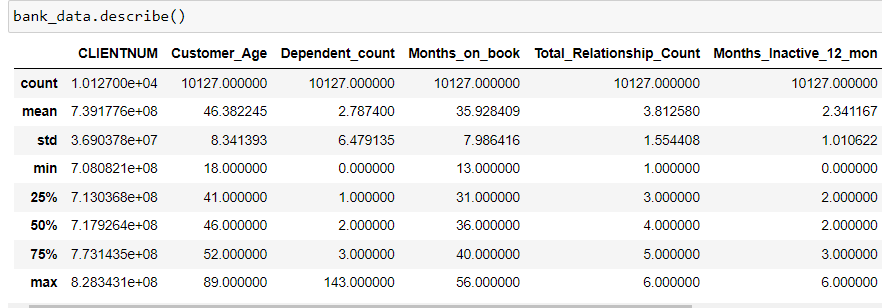 bank_data.describe()
CLIENTNUM Customer_Age Dependent_count Months_on_book Total_Relationship_Count Months_Inactive_12_mon
count 1.012700e+04 10127.000000 10127.000000 10127.000000 10127.000000 10127.000000
mean 7.391776e+08 46.382245 2.787400 35.928409 3.812580 2.341167
std 3.690378e+07 8.341393 6.479135 7.986416 1.554408 1.010622
min 7.080821e+08 18.000000 0.000000 13.000000 1.000000 0.000000
25% 7.130368e+08 41.000000 1.000000 31.000000 3.000000 2.000000
50% 7.179264e+08 46.000000 2.000000 36.000000 4.000000 2.000000
75% 7.731435e+08 52.000000 3.000000 40.000000 5.000000 3.000000
max 8.283431e+08 89.000000 143.000000 56.000000 6.000000 6.000000